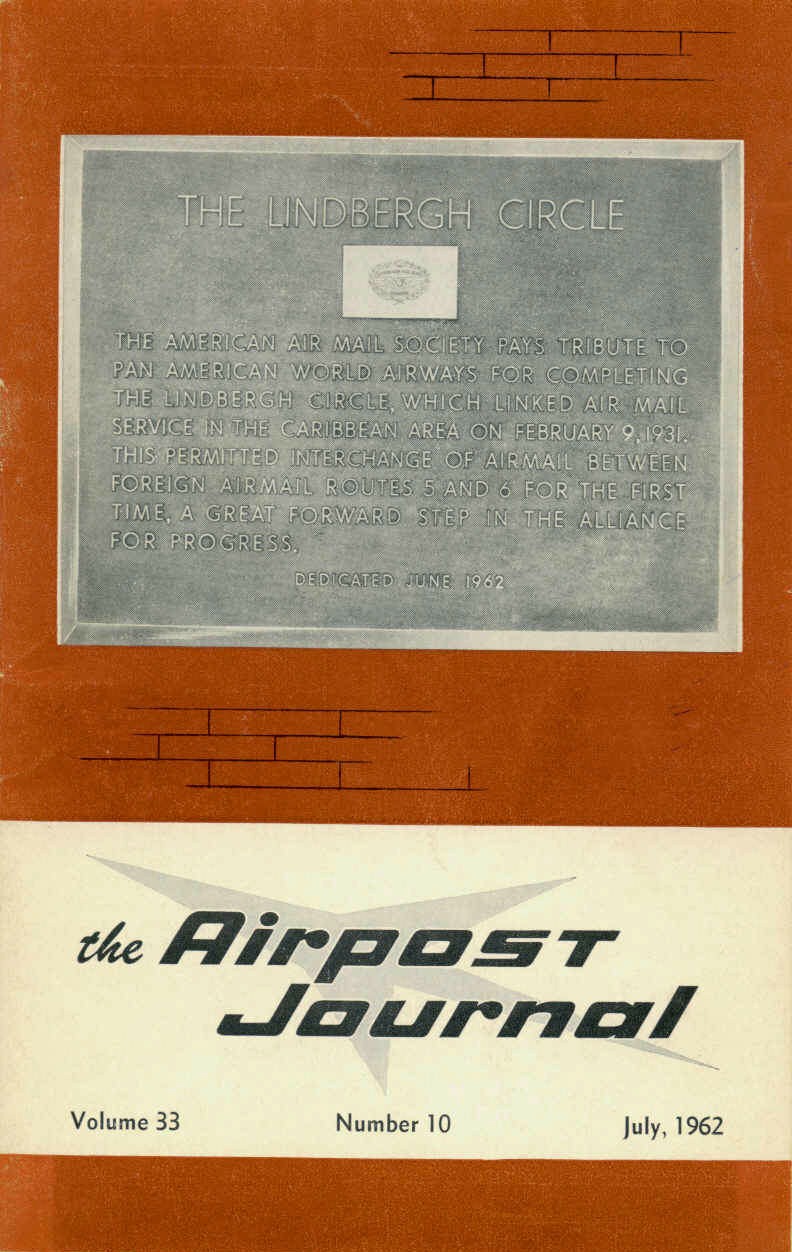 THE LINDBERGH CIRCLE
THE AMERICAN AIR MAIL SOCIETY PAYS TRIBUTE TO
PAN AMERICAN WORLD AIRWAYS FOR COMPLETING
THE LINDBERGH CIRCLE, WHICH LINKED AIR MAIL
SERVICE IN THE CARIBBEAN AREA ON FEBRUARY 9, 1931.
THIS PERMITTED INTERCHANGE OF AIRMAIL BETWEEN
FOREIGN AIRMAIL ROUTES 5 AND 6 FOR THE FIRST
TIME, A GREAT FORWARD STEP IN THE ALLIANCE
FOR PROGRESS.
DEDICATED JUNE 1962
the Airpost
Journal
Volume 33 Number 10 July, 1962